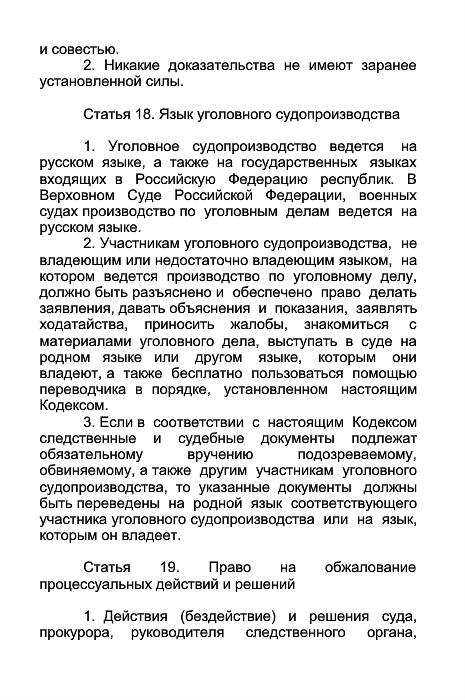 и совестью.
2. Никакие доказательства не имеют заранее
установленной силы.
Статья 18. Язык уголовного судопроизводства
1. Уголовное судопроизводство ведется на
русском языке, а также на государственных языках
входящих в Российскую Федерацию республик. В
Верховном Суде Российской Федерации, военных
судах производство по уголовным делам ведется на
русском языке.
2. Участникам уголовного судопроизводства, не
владеющим или недостаточно владеющим языком, на
котором ведется производство по уголовному делу,
должно быть разъяснено и обеспечено право делать
заявления, давать объяснения и показания, заявлять
ходатайства, приносить жалобы, знакомиться с
материалами уголовного дела, выступать в суде на
родном языке или другом языке, которым они
владеют, а также бесплатно пользоваться помощью
переводчика в порядке, установленном настоящим
Кодексом.
3. Если в соответствии с настоящим Кодексом
следственные и судебные документы подлежат
обязательному вручению подозреваемому,
обвиняемому, а также другим участникам уголовного
судопроизводства, то указанные документы должны
быть переведены на родной язык соответствующего
участника уголовного судопроизводства или на язык,
которым он владеет.
Статья 19. Право на обжалование
процессуальных действий и решений
1. Действия (бездействие) и решения суда,
прокурора, руководителя следственного органа,